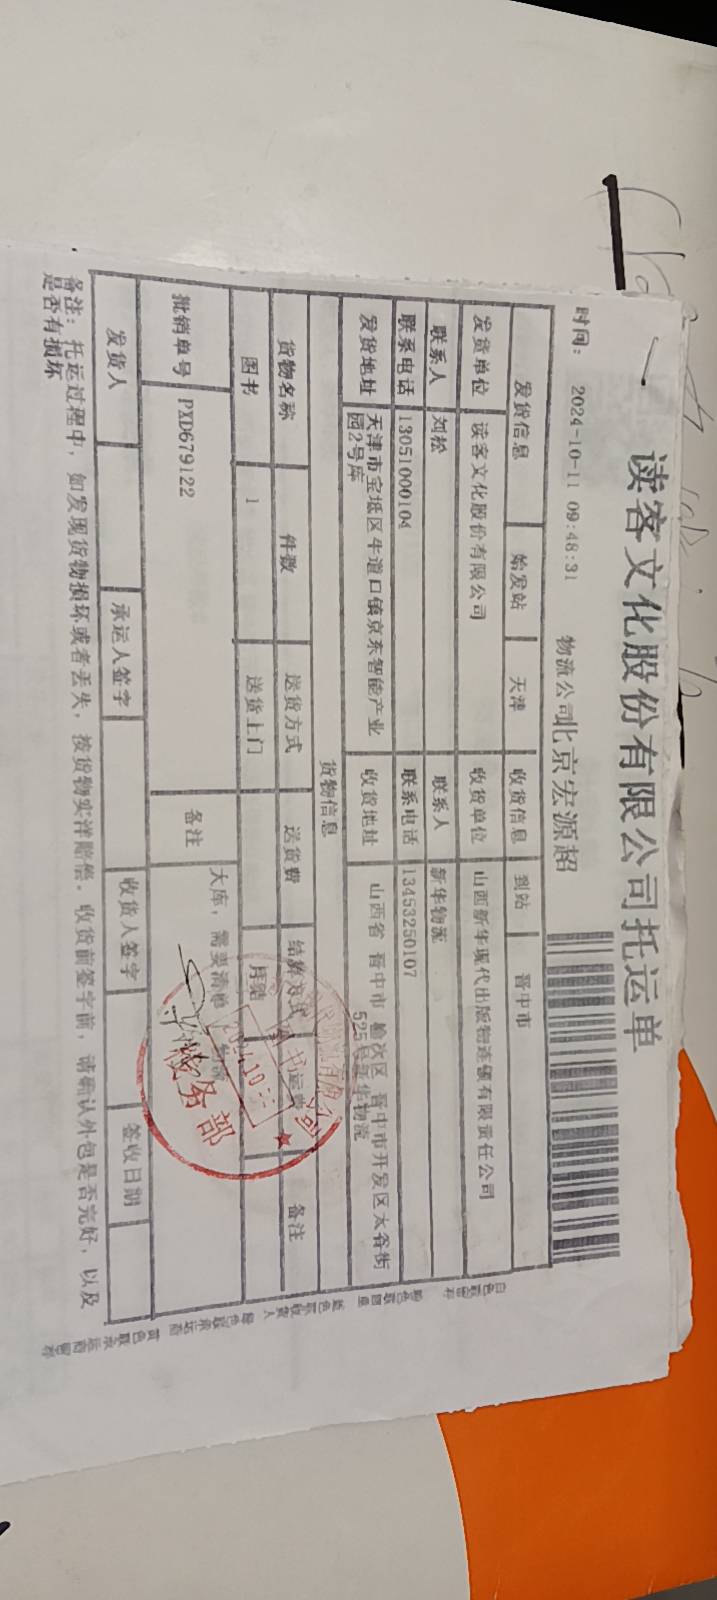 读客文化股份有限公司托运单
时间： 2024-10-11 09:48:31 物流公司北京宏源超
发货信息 始发站 天津 收货信息 到站 晋中市
发货单位 读客文化股份有限公司 收货单位 山西新华现代出版物连锁有限责任公司
联系人 刘松 联系人 新华物流
联系电话 13051000104 联系电话 13453250107
发货地址 天津市宝坻区牛道口镇京东智能产业园2号库 收货地址 山西省 晋中市 榆次区 晋中市开发区太谷街525号新华物流
货物信息
货物名称 件数 送货方式 送货费 结算方式 运费 备注
图书 1 送货上门 月结
批销单号 PXD679122 备注 大库，需要清单
发货人 承运人签字 收货人签字 签收日期
备注：托运过程中，如发现货物损坏或者丢失，按货物实洋赔偿。收货前签字前，请确认外包是否完好，以及
是否有损坏
业务部